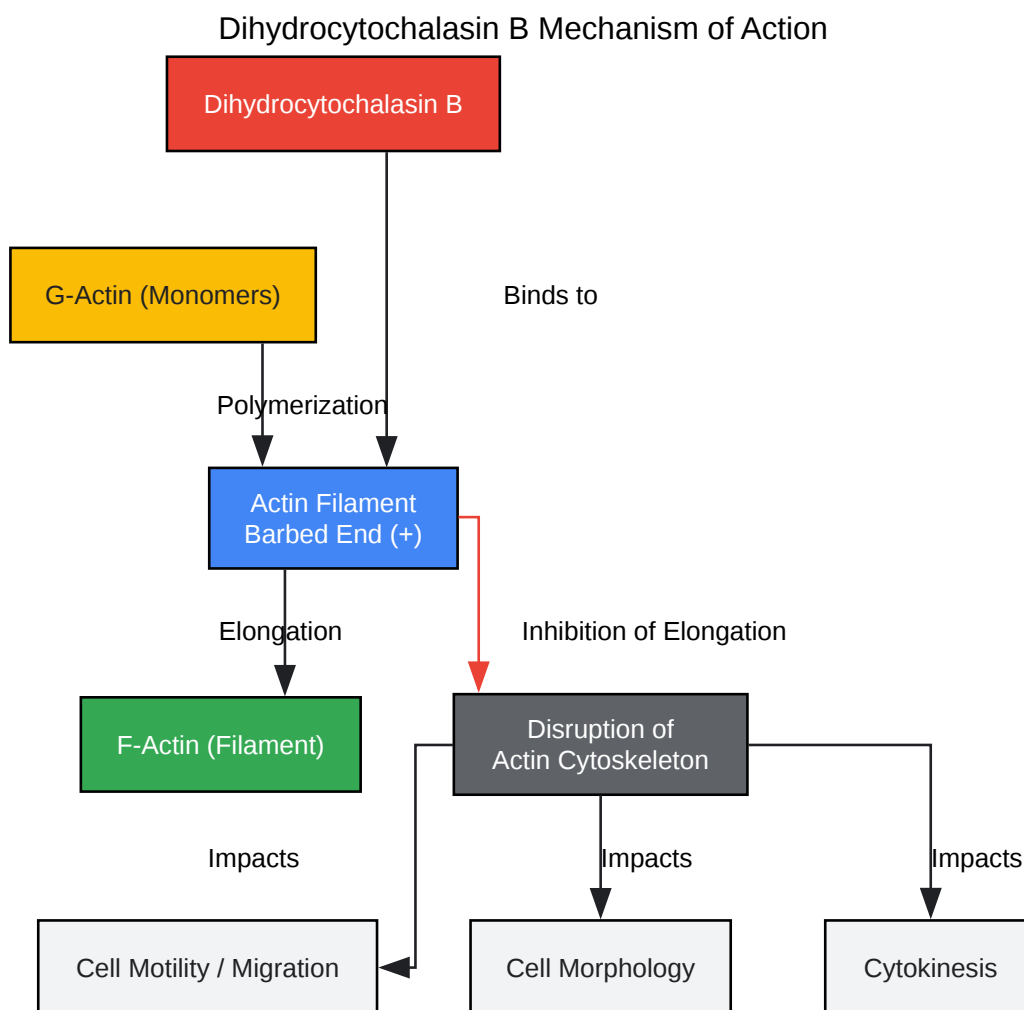 Dihydrocytochalasin B Mechanism of Action
Dihydrocytochalasin B
G-Actin (Monomers)
Binds to
Polymerization
Actin Filament
Barbed End (+)
Elongation
Inhibition of Elongation
F-Actin (Filament)
Disruption of
Actin Cytoskeleton
Impacts
Impacts
Impacts
Cell Motility / Migration
Cell Morphology
Cytokinesis